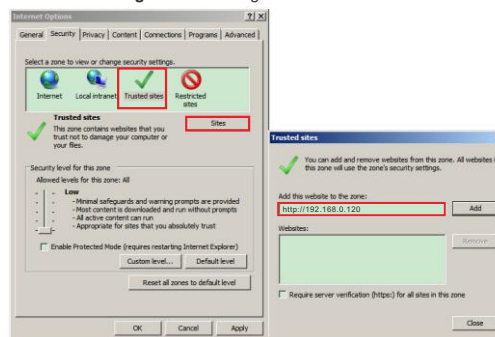 Internet Options
General Security Privacy Content Connections Programs Advanced
Select a zone to view or change security settings.
Internet Local intranet Trusted sites Restricted sites
Trusted sites
This zone contains websites that you
trust not to damage your computer or
your files.
Sites
Security level for this zone
Allowed levels for this zone: All
Low
- Minimal safeguards and warning prompts are provided
- Most content is downloaded and run without prompts
- All active content can run
- Appropriate for sites that you absolutely trust
Enable Protected Mode (requires restarting Internet Explorer)
Custom level... Default level
Reset all zones to default level
OK Cancel Apply
Trusted sites
You can add and remove websites from this zone. All websites in
this zone will use the zone's security settings.
Add this website to the zone:
http://192.168.0.120 Add
Websites:
Remove
Require server verification (https:) for all sites in this zone
Close